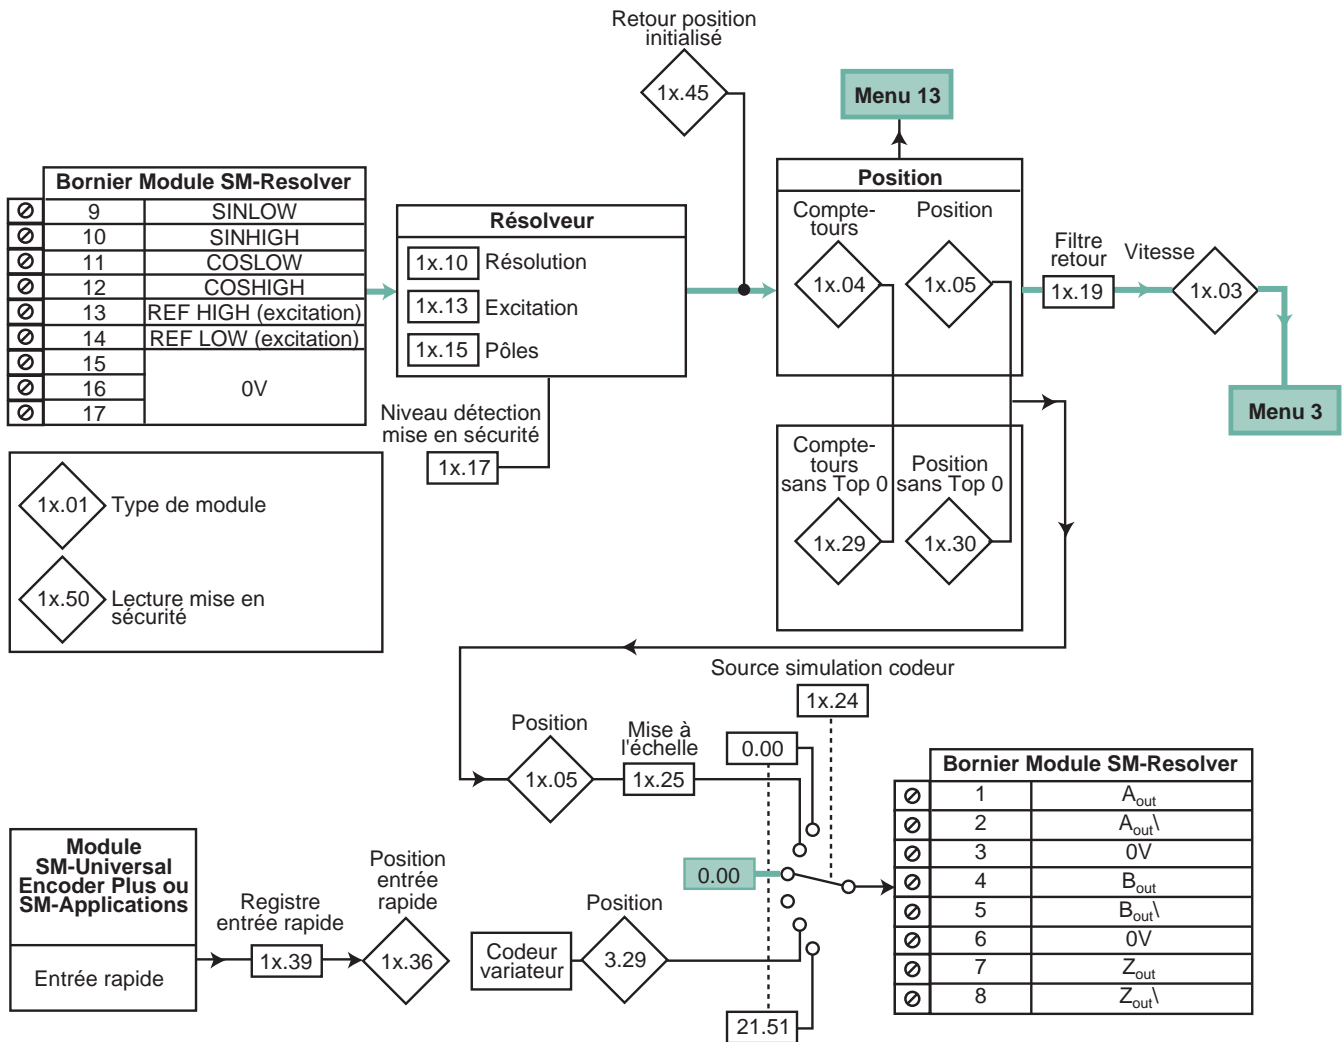 Retour position
initialisé
1x.45
Menu 13
Bornier Module SM-Resolver
9 SINLOW
10 SINHIGH
11 COSLOW
12 COSHIGH
13 REF HIGH (excitation)
14 REF LOW (excitation)
15
16 0V
17
Résolveur
1x.10 Résolution
1x.13 Excitation
1x.15 Pôles
Niveau détection
mise en sécurité
1x.17
Position
Compte-
tours
1x.04
Position
1x.05
Filtre
retour
1x.19
Vitesse
1x.03
Menu 3
Compte-
tours
sans Top 0
1x.29
Position
sans Top 0
1x.30
1x.01 Type de module
1x.50 Lecture mise en
sécurité
Source simulation codeur
1x.24
Position
1x.05
Mise à
l'échelle
1x.25
0.00
0.00
21.51
Module
SM-Universal
Encoder Plus ou
SM-Applications
Entrée rapide
Registre
entrée rapide
1x.39
Position
entrée
rapide
1x.36
Codeur
variateur
Position
3.29
Bornier Module SM-Resolver
1 Aout
2 Aout\
3 0V
4 Bout
5 Bout\
6 0V
7 Zout
8 Zout\